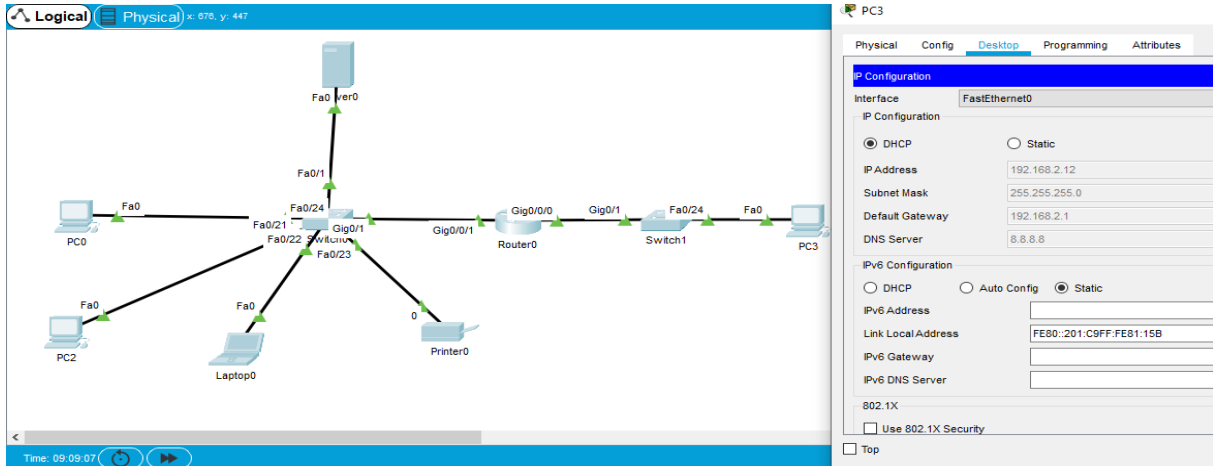 Logical Physical x: 676, y: 447
Fa0 ver0
Fa0/1
Fa0
Fa0/24
Fa0/21
Gig0/1
Fa0/22
Fa0/23
PC0
Gig0/0/1
Gig0/0/0
Router0
Gig0/1
Fa0/24
Switch1
Fa0
PC3
Fa0
PC2
Fa0
Laptop0
0
Printer0
Time: 09:09:07
PC3
Physical Config Desktop Programming Attributes
IP Configuration
Interface FastEthernet0
IP Configuration
DHCP Static
IP Address 192.168.2.12
Subnet Mask 255.255.255.0
Default Gateway 192.168.2.1
DNS Server 8.8.8.8
IPv6 Configuration
DHCP Auto Config Static
IPv6 Address
Link Local Address FE80::201:C9FF:FE81:15B
IPv6 Gateway
IPv6 DNS Server
802.1X
Use 802.1X Security
Top